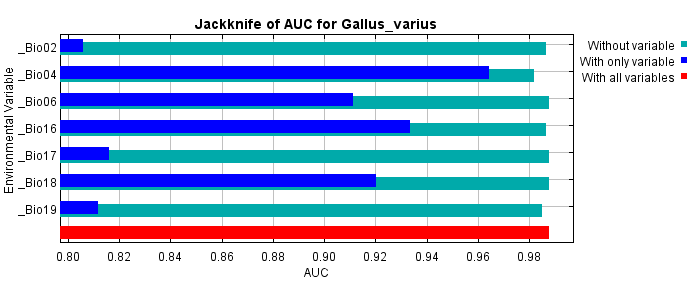 Jackknife of AUC for Gallus_varius
Environmental Variable
_Bio02
_Bio04
_Bio06
_Bio16
_Bio17
_Bio18
_Bio19
0.80 0.82 0.84 0.86 0.88 0.90 0.92 0.94 0.96 0.98
AUC
Without variable
With only variable
With all variables